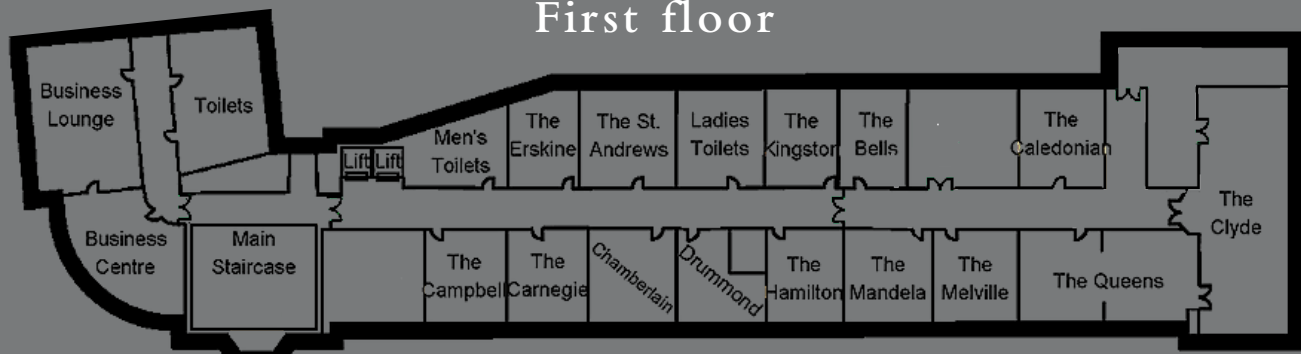 First floor
Business
Lounge
Toilets
Lift
Lift
Men's
Toilets
The
Erskine
The St.
Andrews
Ladies
Toilets
The
Kingston
The
Bells
The
Caledonian
The
Clyde
Business
Centre
Main
Staircase
The
Campbell
The
Carnegie
Chamberlain
Drummond
The
Hamilton
The
Mandela
The
Melville
The Queens